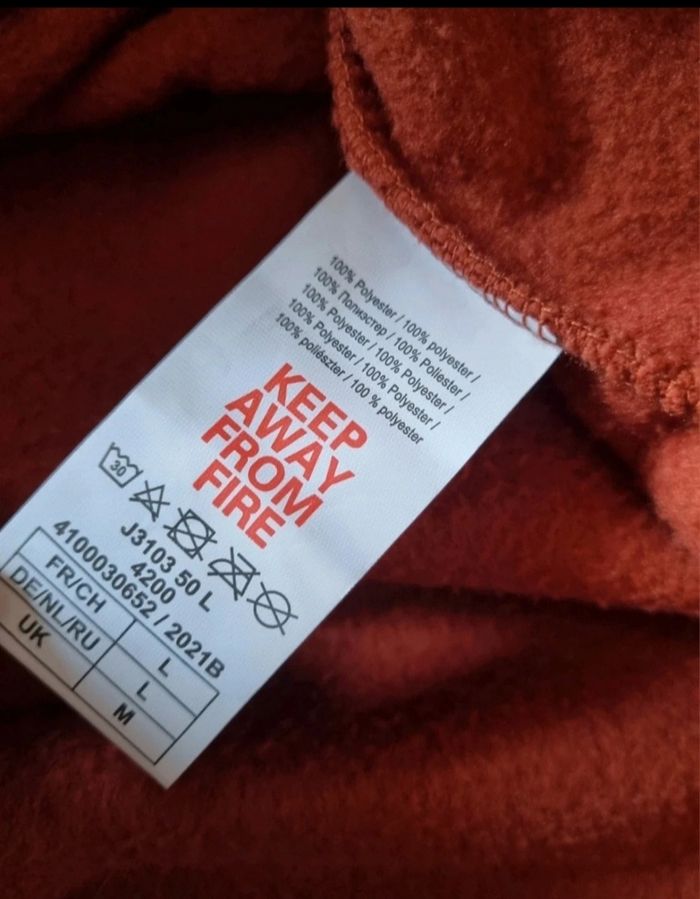 100% Polyester / 100% polyester /
100% Полиэстер / 100% Poliester /
100% Polyester / 100% Polyester /
100% Polyester / 100% Polyester /
100% poliészter / 100 % polyester
KEEP
AWAY
FROM
FIRE
30
J3103 50 L
4200
4100030652 / 2021B
FR/CH L
DE/NL/RU L
UK M